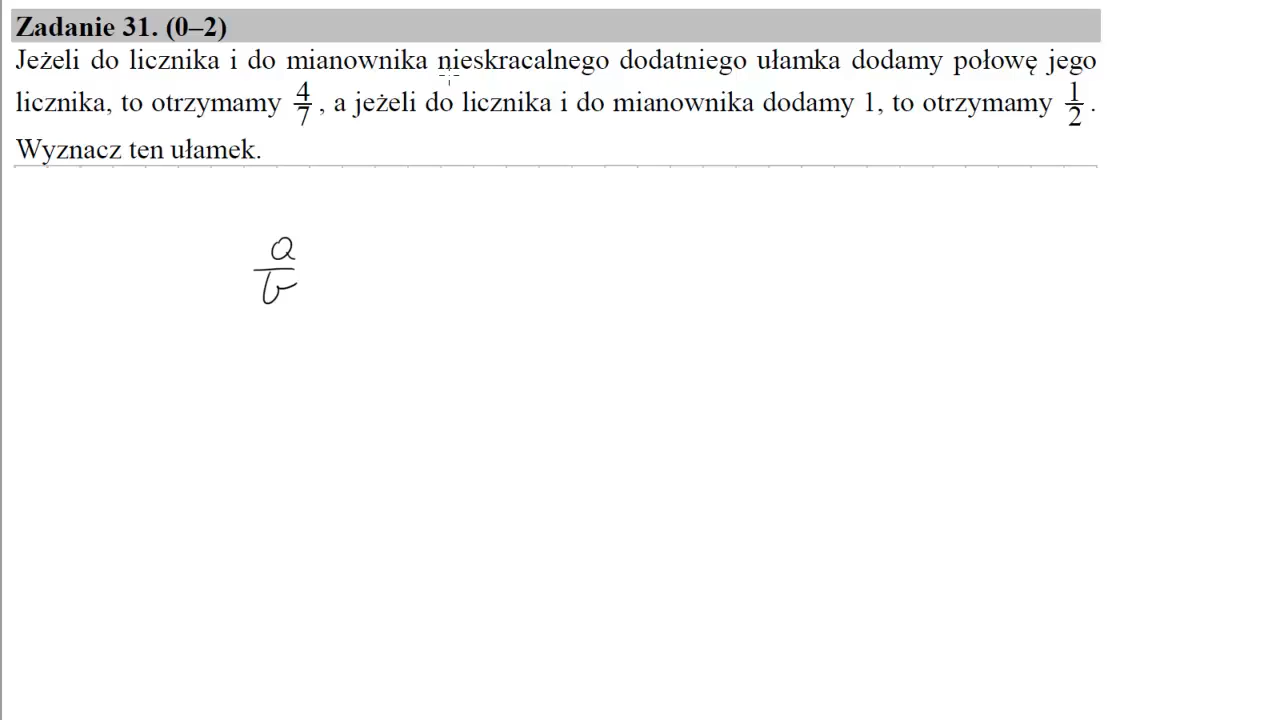 Zadanie 31. (0–2)
Jeżeli do licznika i do mianownika nieskracalnego dodatniego ułamka dodamy połowę jego
licznika, to otrzymamy 4/7, a jeżeli do licznika i do mianownika dodamy 1, to otrzymamy 1/2.
Wyznacz ten ułamek.
a
b